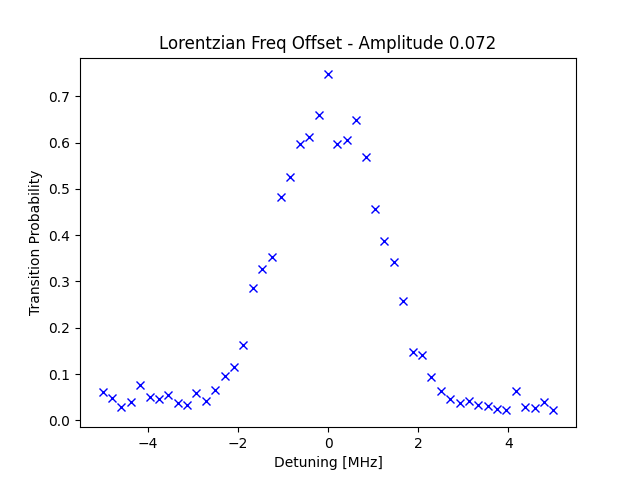 Lorentzian Freq Offset - Amplitude 0.072
Transition Probability
0.7
0.6
0.5
0.4
0.3
0.2
0.1
0.0
−4 −2 0 2 4
Detuning [MHz]